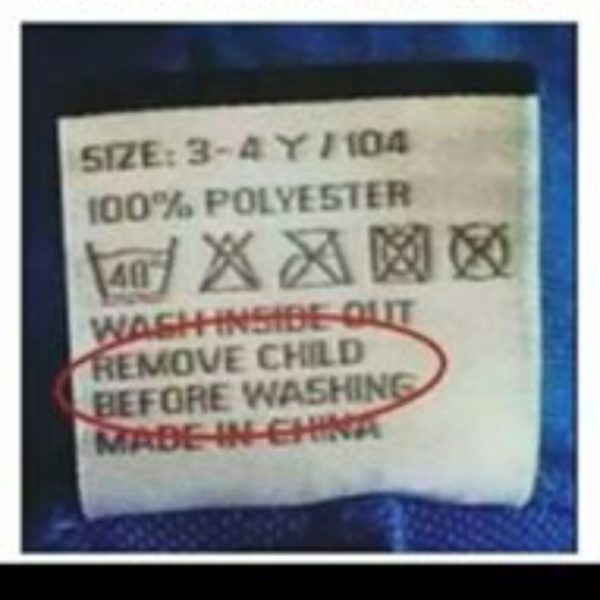 SIZE: 3-4 Y / 104
100% POLYESTER
40°
WASH INSIDE OUT
REMOVE CHILD
BEFORE WASHING
MADE IN CHINA